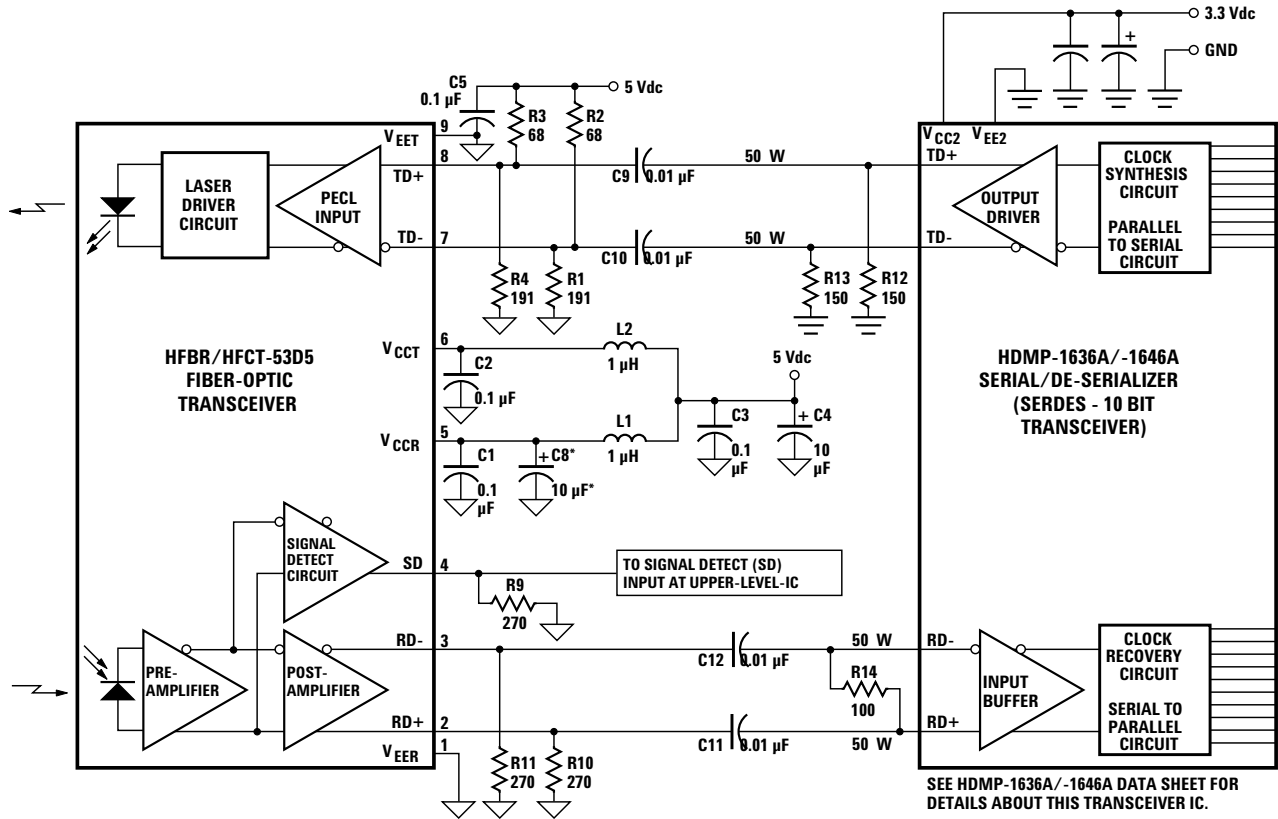 3.3 Vdc
GND
C5
0.1 µF
5 Vdc
R3
68
R2
68
9
VEET
8
TD+
C9
0.01 µF
50 W
VCC2
VEE2
TD+
LASER
DRIVER
CIRCUIT
PECL
INPUT
OUTPUT
DRIVER
CLOCK
SYNTHESIS
CIRCUIT
PARALLEL
TO SERIAL
CIRCUIT
TD-
7
C10
0.01 µF
50 W
TD-
R4
191
R1
191
R13
150
R12
150
HFBR/HFCT-53D5
FIBER-OPTIC
TRANSCEIVER
VCCT
6
C2
0.1 µF
L2
1 µH
5 Vdc
HDMP-1636A/-1646A
SERIAL/DE-SERIALIZER
(SERDES - 10 BIT
TRANSCEIVER)
VCCR
5
C1
0.1
µF
+
C8*
10 µF*
L1
1 µH
C3
0.1
µF
+
C4
10
µF
+
SIGNAL
DETECT
CIRCUIT
SD
4
R9
270
TO SIGNAL DETECT (SD)
INPUT AT UPPER-LEVEL-IC
PRE-
AMPLIFIER
POST-
AMPLIFIER
RD-
3
C12
0.01 µF
50 W
RD-
R14
100
INPUT
BUFFER
CLOCK
RECOVERY
CIRCUIT
SERIAL TO
PARALLEL
CIRCUIT
RD+
2
C11
0.01 µF
50 W
RD+
VEER
1
R11
270
R10
270
SEE HDMP-1636A/-1646A DATA SHEET FOR
DETAILS ABOUT THIS TRANSCEIVER IC.